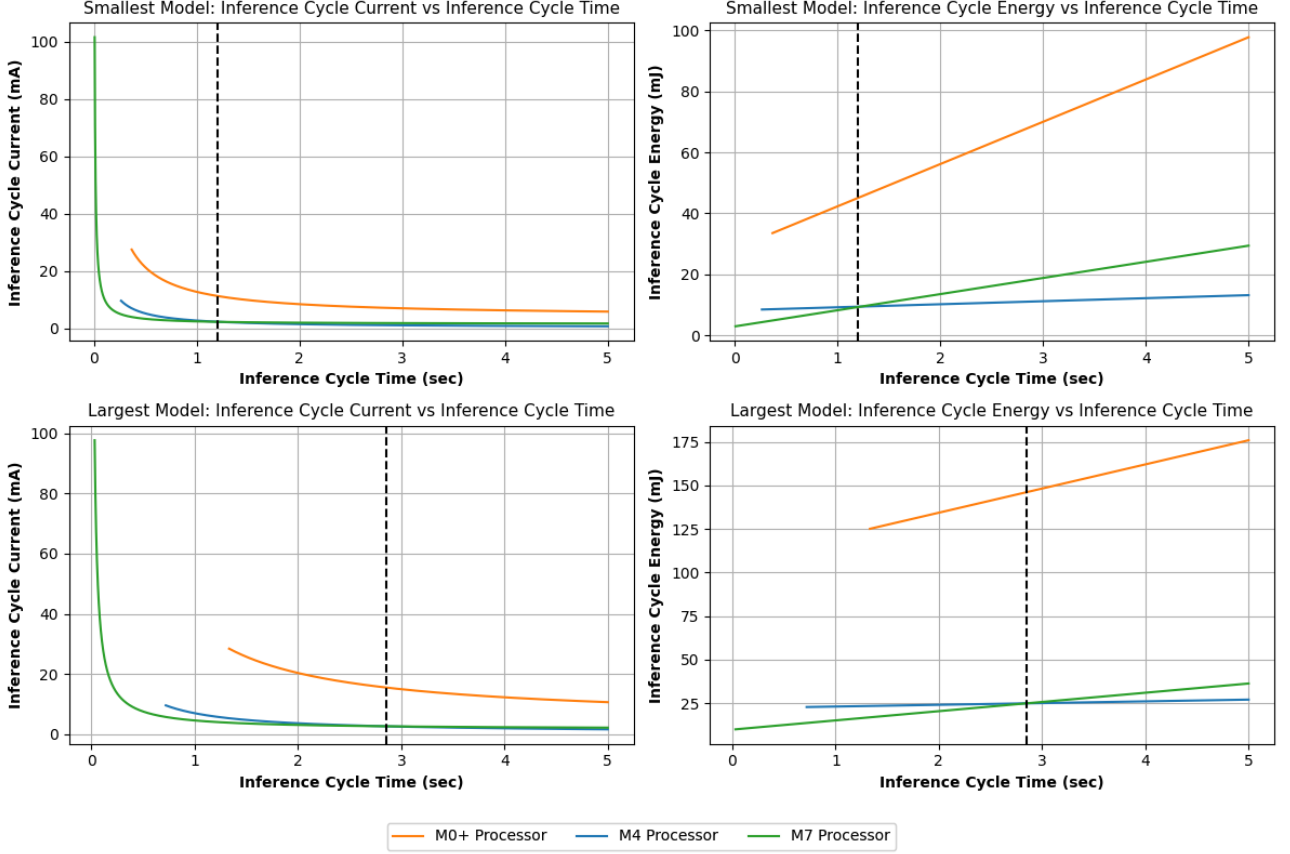 Smallest Model: Inference Cycle Current vs Inference Cycle Time
Inference Cycle Current (mA)
100
80
60
40
20
0
0 1 2 3 4 5
Inference Cycle Time (sec)
Smallest Model: Inference Cycle Energy vs Inference Cycle Time
Inference Cycle Energy (mJ)
100
80
60
40
20
0
0 1 2 3 4 5
Inference Cycle Time (sec)
Largest Model: Inference Cycle Current vs Inference Cycle Time
Inference Cycle Current (mA)
100
80
60
40
20
0
0 1 2 3 4 5
Inference Cycle Time (sec)
Largest Model: Inference Cycle Energy vs Inference Cycle Time
Inference Cycle Energy (mJ)
175
150
125
100
75
50
25
0
0 1 2 3 4 5
Inference Cycle Time (sec)
M0+ Processor M4 Processor M7 Processor